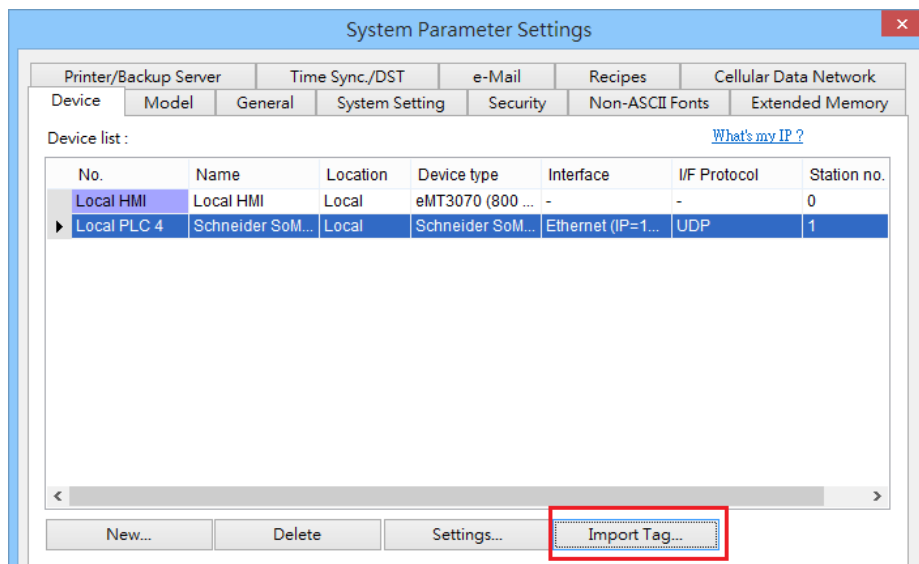 System Parameter Settings
Printer/Backup Server Time Sync./DST e-Mail Recipes Cellular Data Network
Device Model General System Setting Security Non-ASCII Fonts Extended Memory
Device list : What's my IP ?
No. Name Location Device type Interface I/F Protocol Station no.
Local HMI Local HMI Local eMT3070 (800 ... - - 0
Local PLC 4 Schneider SoM... Local Schneider SoM... Ethernet (IP=1... UDP 1
New... Delete Settings... Import Tag...